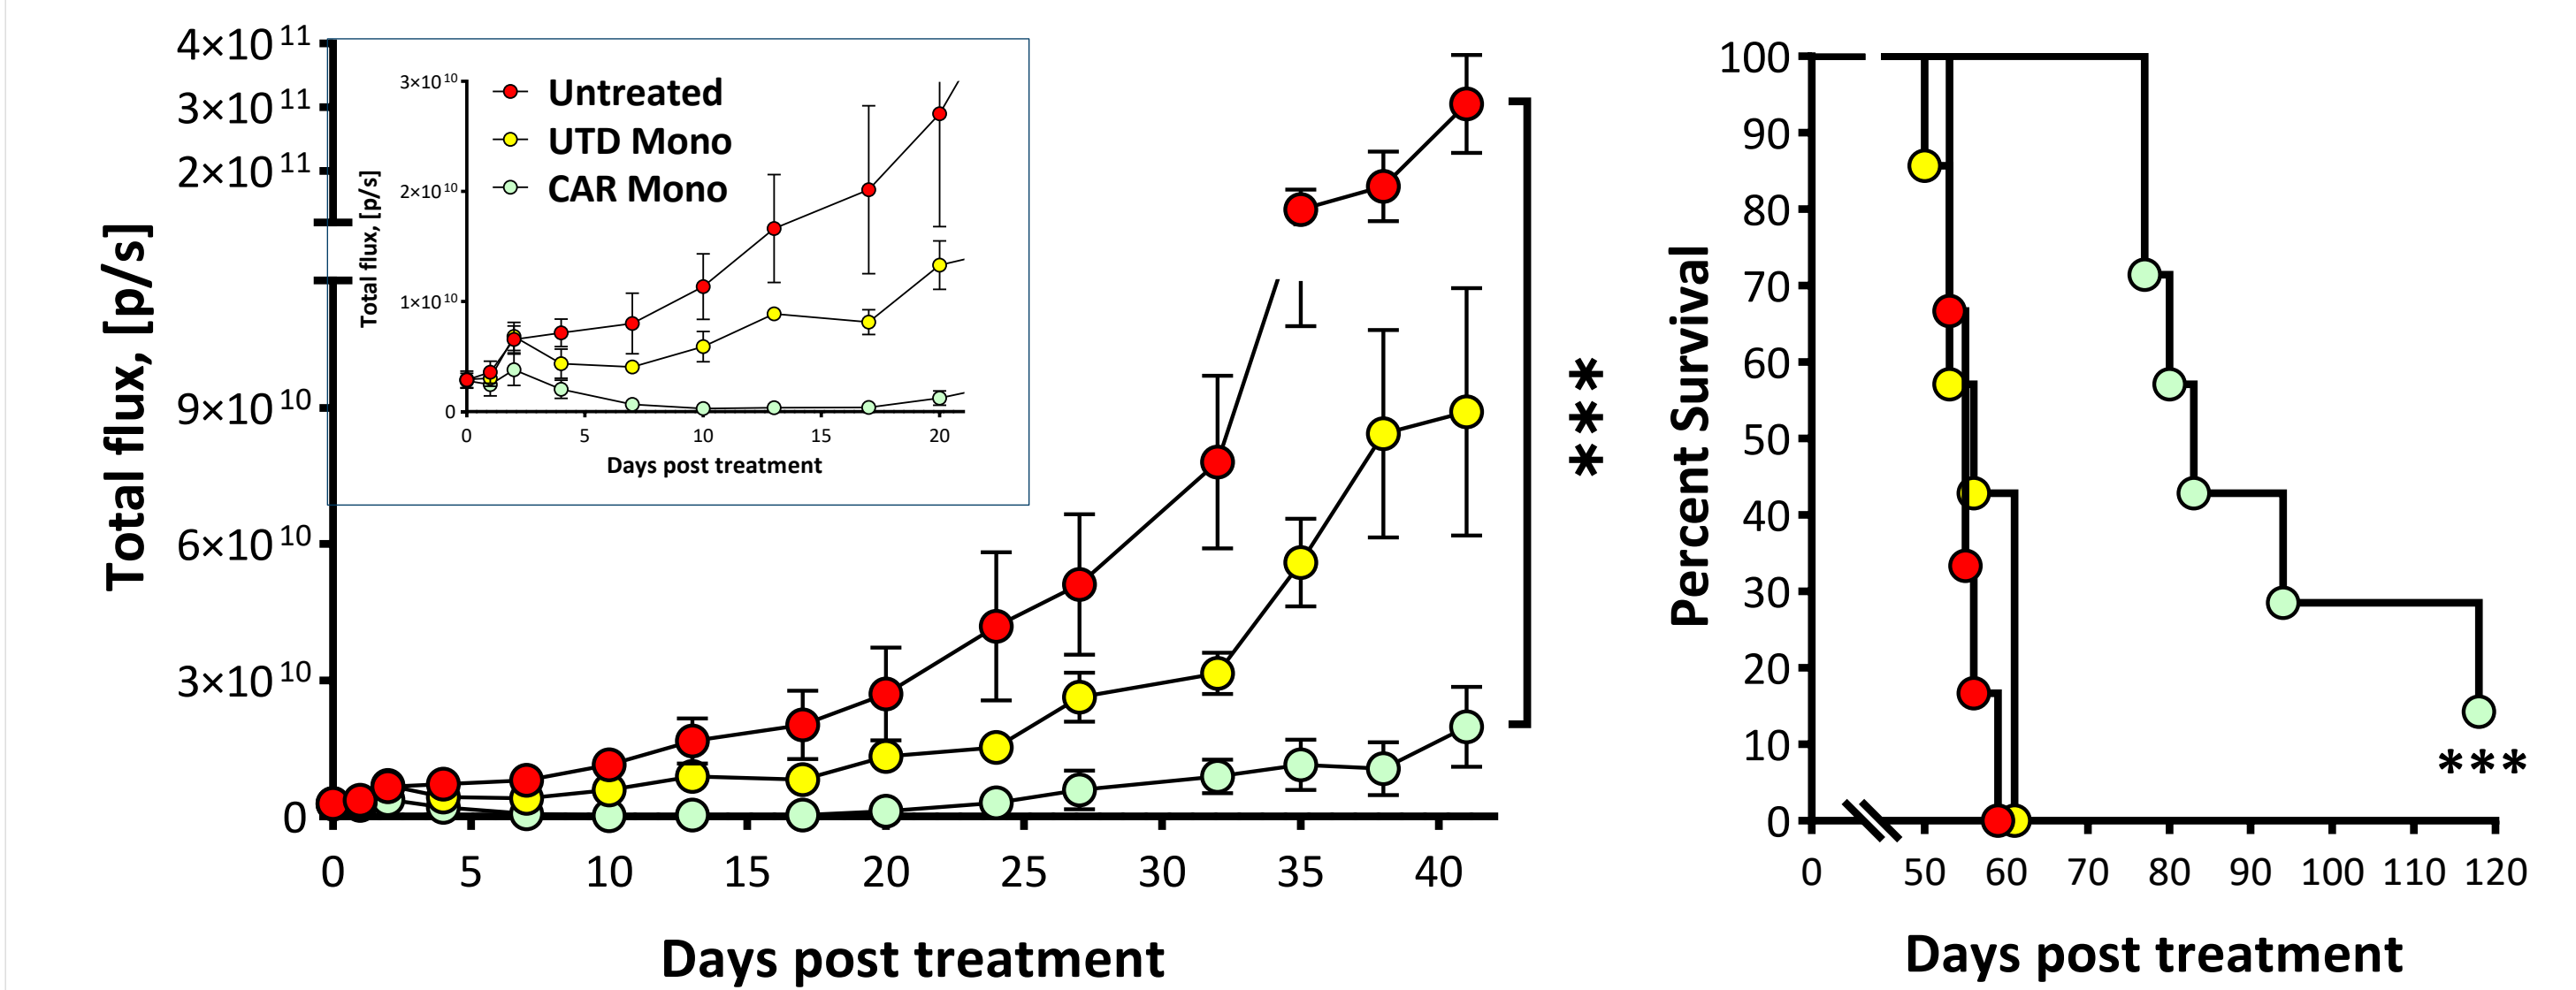 4×10¹¹
3×10¹¹
2×10¹¹
9×10¹⁰
6×10¹⁰
3×10¹⁰
0
Total flux, [p/s]
0 5 10 15 20 25 30 35 40
Days post treatment
3×10¹⁰
2×10¹⁰
1×10¹⁰
0
Total flux, [p/s]
0 5 10 15 20
Days post treatment
Untreated
UTD Mono
CAR Mono
***
100
90
80
70
60
50
40
30
20
10
0
Percent Survival
***
0 50 60 70 80 90 100 110 120
Days post treatment